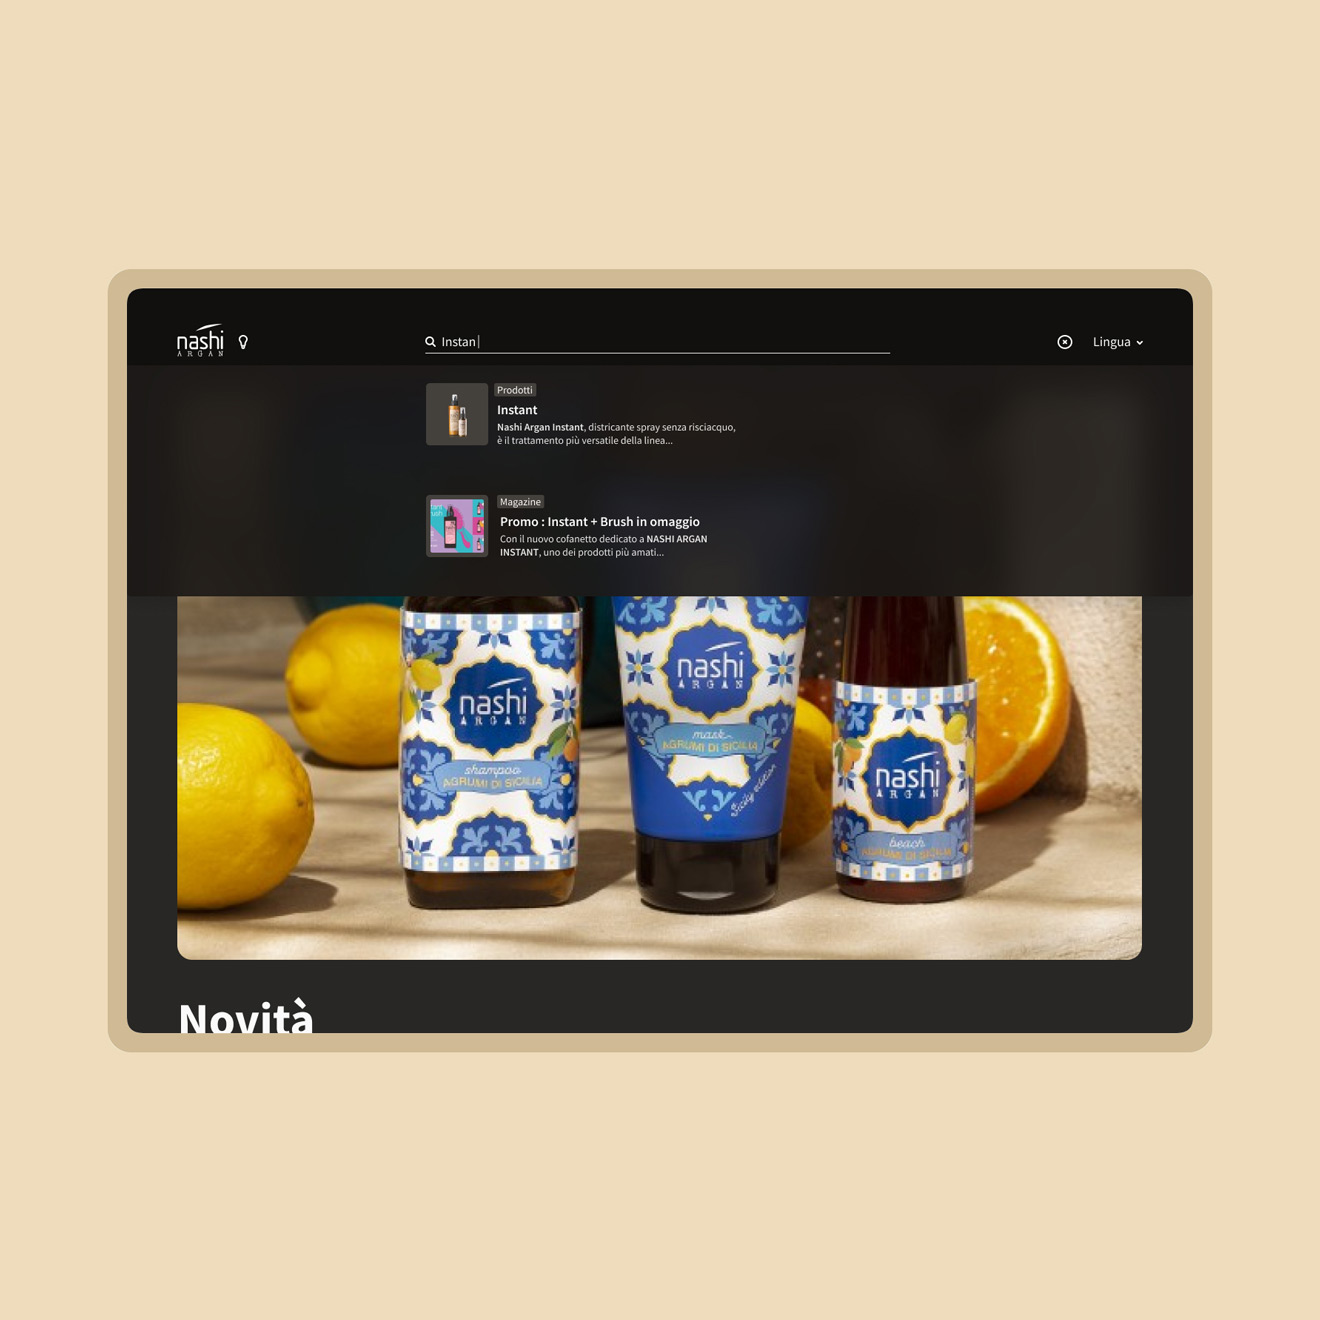 nashi
ARGAN
Instan
Lingua
Prodotti
Instant
Nashi Argan Instant, districante spray senza risciacquo,
è il trattamento più versatile della linea...
Magazine
Promo : Instant + Brush in omaggio
Con il nuovo cofanetto dedicato a NASHI ARGAN
INSTANT, uno dei prodotti più amati...
nashi
ARGAN
shampoo
AGRUMI DI SICILIA
nashi
ARGAN
mask
AGRUMI DI SICILIA
Sicily edition
nashi
ARGAN
beach
AGRUMI DI SICILIA
Novità